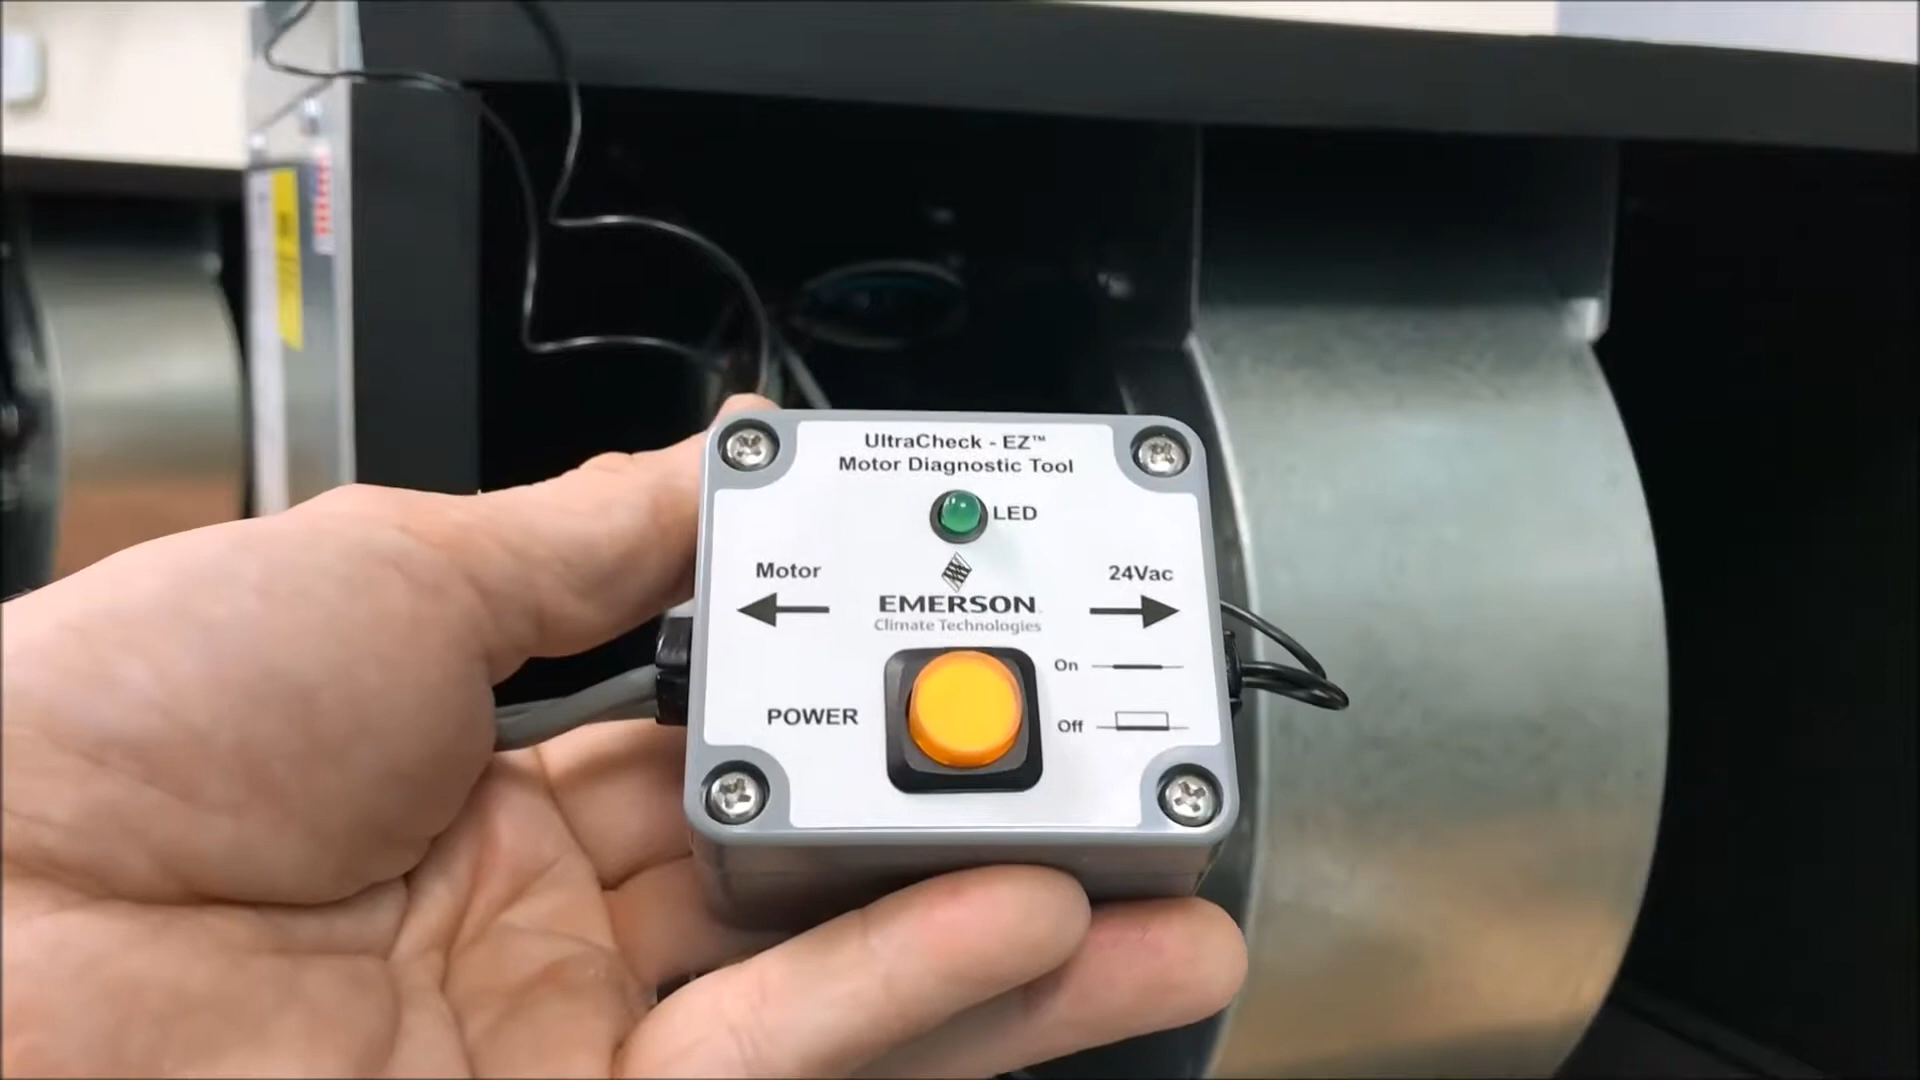 UltraCheck - EZ™
Motor Diagnostic Tool
LED
Motor
24Vac
EMERSON
Climate Technologies
On
POWER
Off